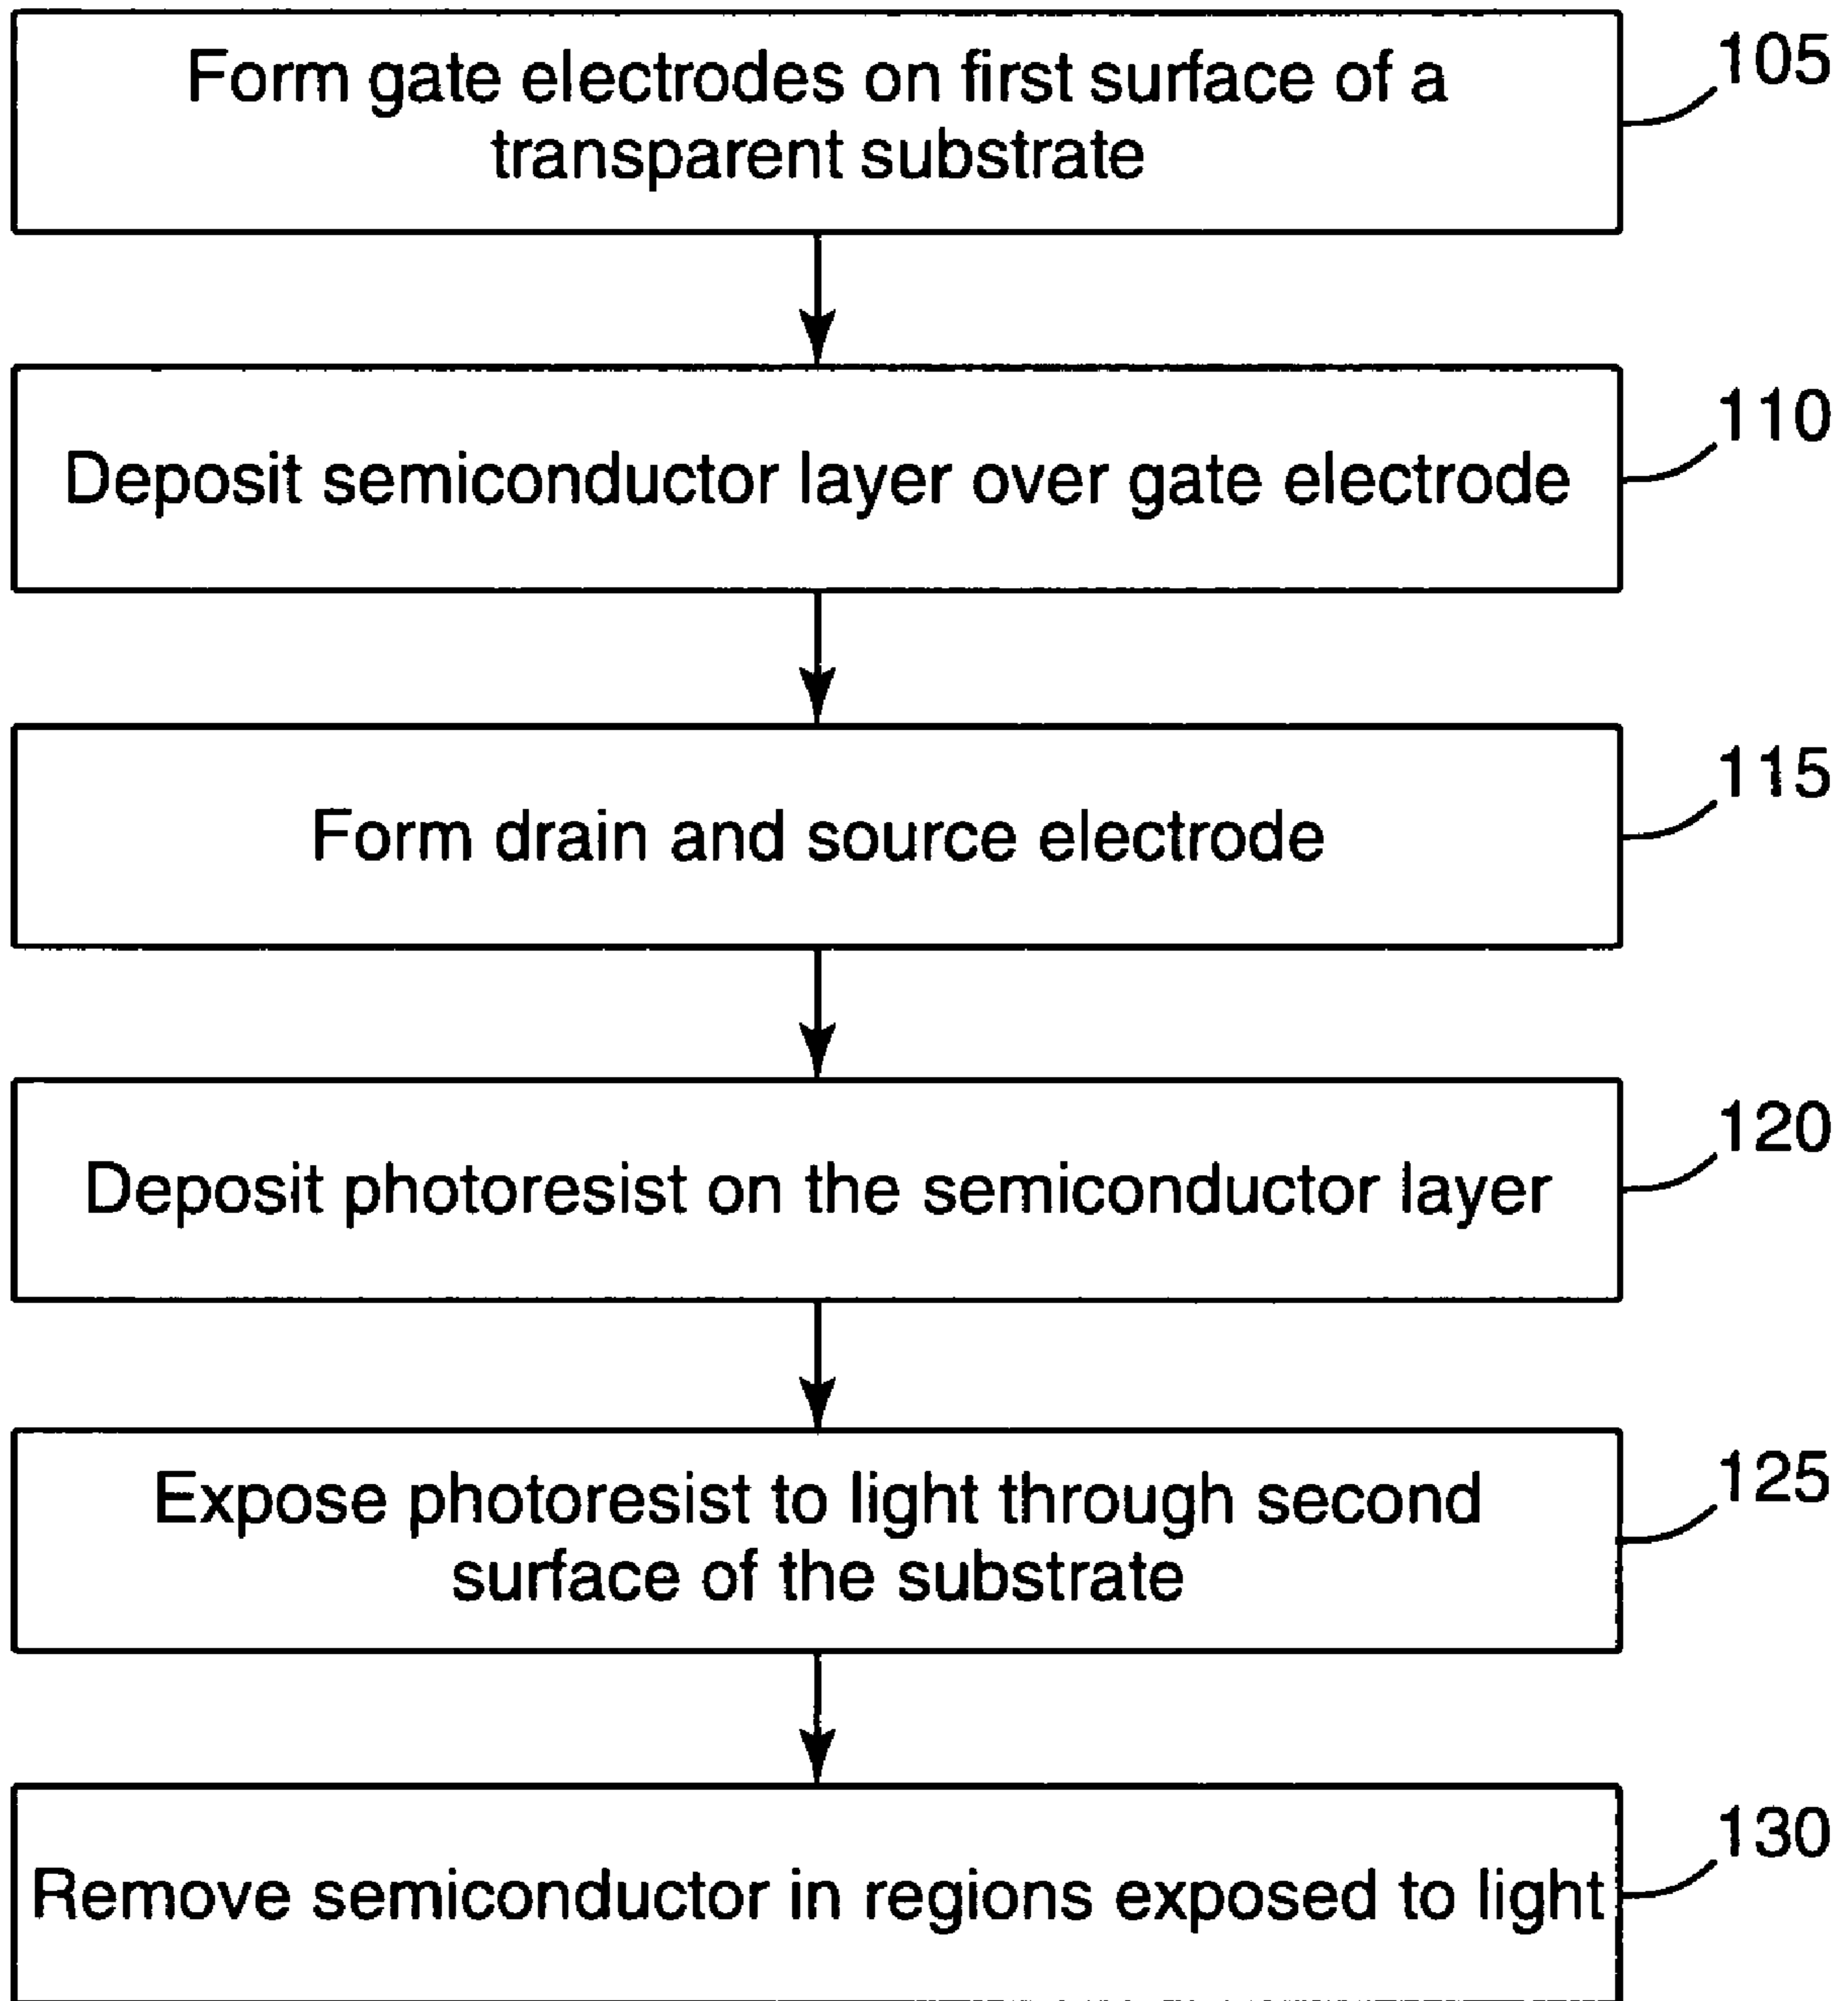 Form gate electrodes on first surface of a
transparent substrate
105
Deposit semiconductor layer over gate electrode
110
Form drain and source electrode
115
Deposit photoresist on the semiconductor layer
120
Expose photoresist to light through second
surface of the substrate
125
Remove semiconductor in regions exposed to light
130